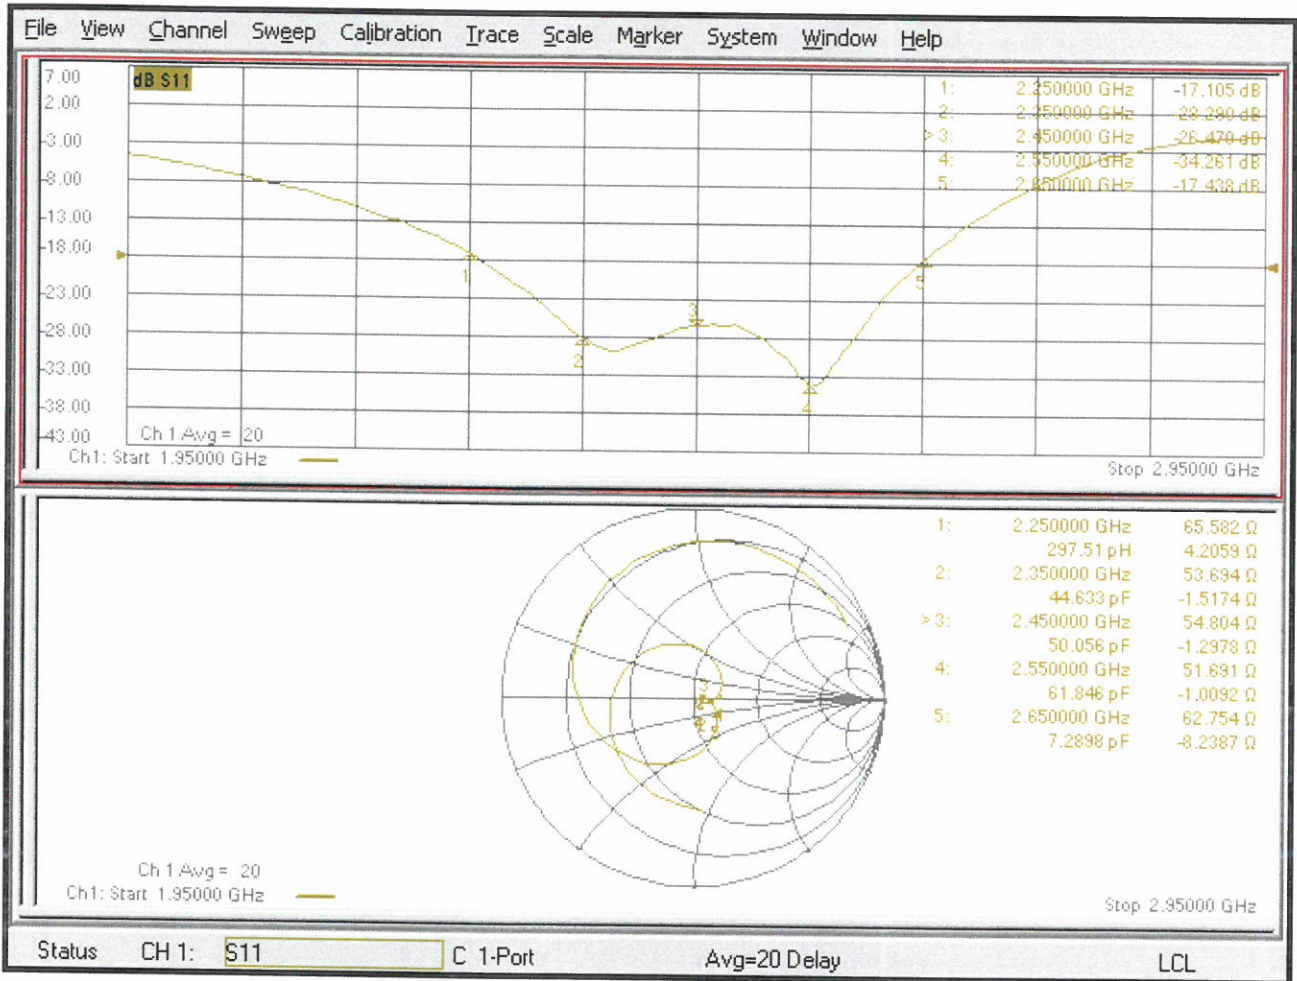 File View Channel Sweep Calibration Trace Scale Marker System Window Help
7.00
dB S11
2.00
-3.00
-8.00
-13.00
-18.00
-23.00
-28.00
-33.00
-38.00
-43.00
1: 2.250000 GHz -17.105 dB
2: 2.350000 GHz -28.290 dB
> 3: 2.450000 GHz -26.470 dB
4: 2.550000 GHz -34.261 dB
5: 2.650000 GHz -17.438 dB
1
2
3
4
5
Ch 1 Avg = 20
Ch1: Start 1.95000 GHz
Stop 2.95000 GHz
1: 2.250000 GHz 65.582 Ω
297.51 pH 4.2059 Ω
2: 2.350000 GHz 53.694 Ω
44.633 pF -1.5174 Ω
> 3: 2.450000 GHz 54.804 Ω
50.056 pF -1.2978 Ω
4: 2.550000 GHz 51.691 Ω
61.846 pF -1.0092 Ω
5: 2.650000 GHz 62.754 Ω
7.2898 pF -8.2387 Ω
Ch 1 Avg = 20
Ch1: Start 1.95000 GHz
Stop 2.95000 GHz
Status CH 1: S11 C 1-Port Avg=20 Delay LCL